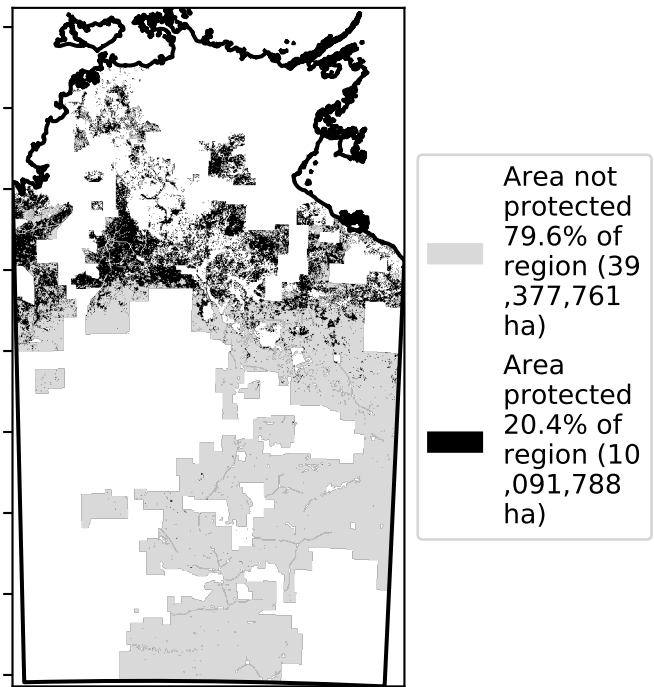 Area not
protected
79.6% of
region (39
,377,761
ha)
Area
protected
20.4% of
region (10
,091,788
ha)